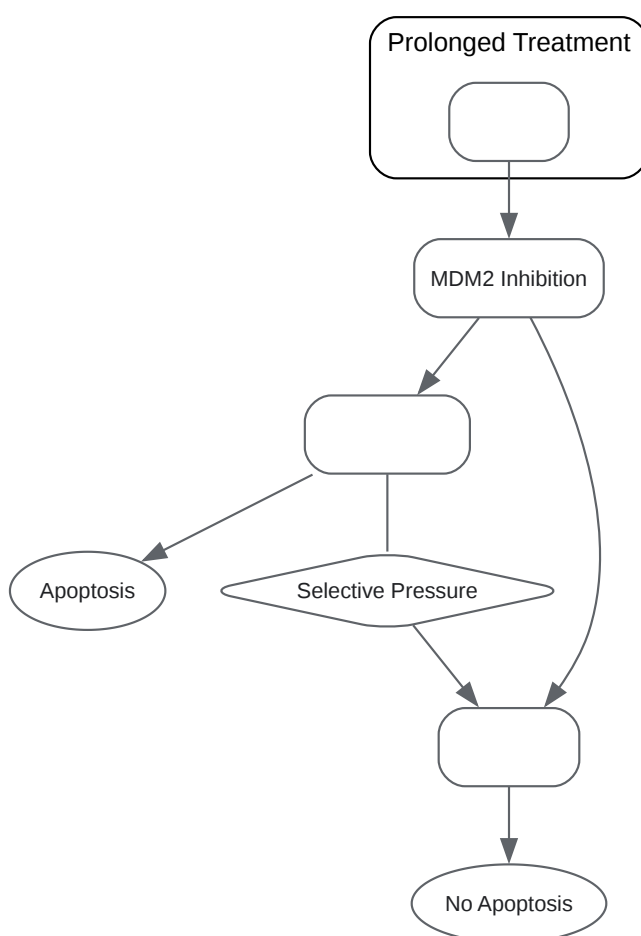 Prolonged Treatment
MDM2 Inhibition
Apoptosis
Selective Pressure
No Apoptosis